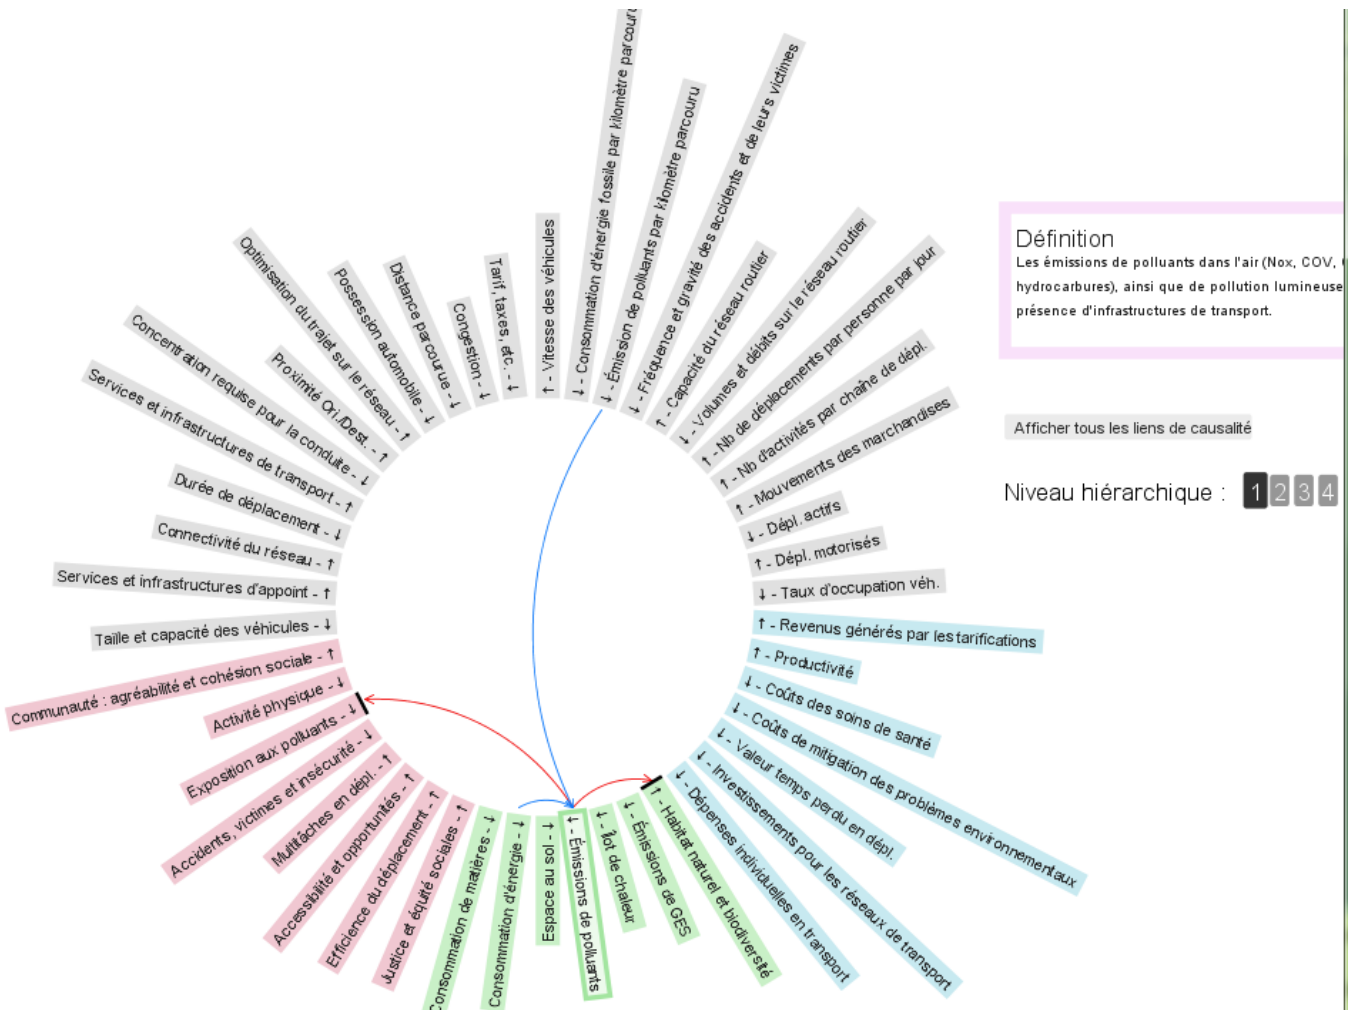 ↑ - Vitesse des véhicules
↓ - Consommation d'énergie fossile par kilomètre parcouru
↓ - Émission de polluants par kilomètre parcouru
↓ - Fréquence et gravité des accidents et de leurs victimes
↑ - Capacité du réseau routier
↓ - Volumes et débits sur le réseau routier
↑ - Nb de déplacements par personne par jour
↑ - Nb d'activités par chaîne de dépl.
↑ - Mouvements des marchandises
↓ - Dépl. actifs
↑ - Dépl. motorisés
↓ - Taux d'occupation véh.
↑ - Revenus générés par les tarifications
↑ - Productivité
↓ - Coûts des soins de santé
↓ - Coûts de mitigation des problèmes environnementaux
↓ - Valeur temps perdu en dépl.
↓ - Investissements pour les réseaux de transport
↓ - Dépenses individuelles en transport
↑ - Habitat naturel et biodiversité
↓ - Émissions de GES
↓ - Îlot de chaleur
↓ - Émissions de polluants
Espace au sol - ↓
Consommation d'énergie - ↓
onsommation de matières - ↓
Justice et équité sociales - ↑
Efficience du déplacement - ↑
Accessibilité et opportunités - ↑
Multitâches en dépl. - ↑
Accidents, victimes et insécurité - ↓
Exposition aux polluants - ↓
Activité physique - ↓
Communauté : agréabilité et cohésion sociale - ↑
Taille et capacité des véhicules - ↓
Services et infrastructures d'appoint - ↑
Connectivité du réseau - ↑
Durée de déplacement - ↓
Services et infrastructures de transport - ↑
Concentration requise pour la conduite - ↓
Proximité Ori./Dest. - ↑
Optimisation du trajet sur le réseau - ↑
Possession automobile - ↓
Distance parcourue - ↓
Congestion - ↓
Tarif, taxes, etc. - ↓
Définition
Les émissions de polluants dans l'air (Nox, COV,
hydrocarbures), ainsi que de pollution lumineuse
présence d'infrastructures de transport.
Afficher tous les liens de causalité
Niveau hiérarchique : 1 2 3 4